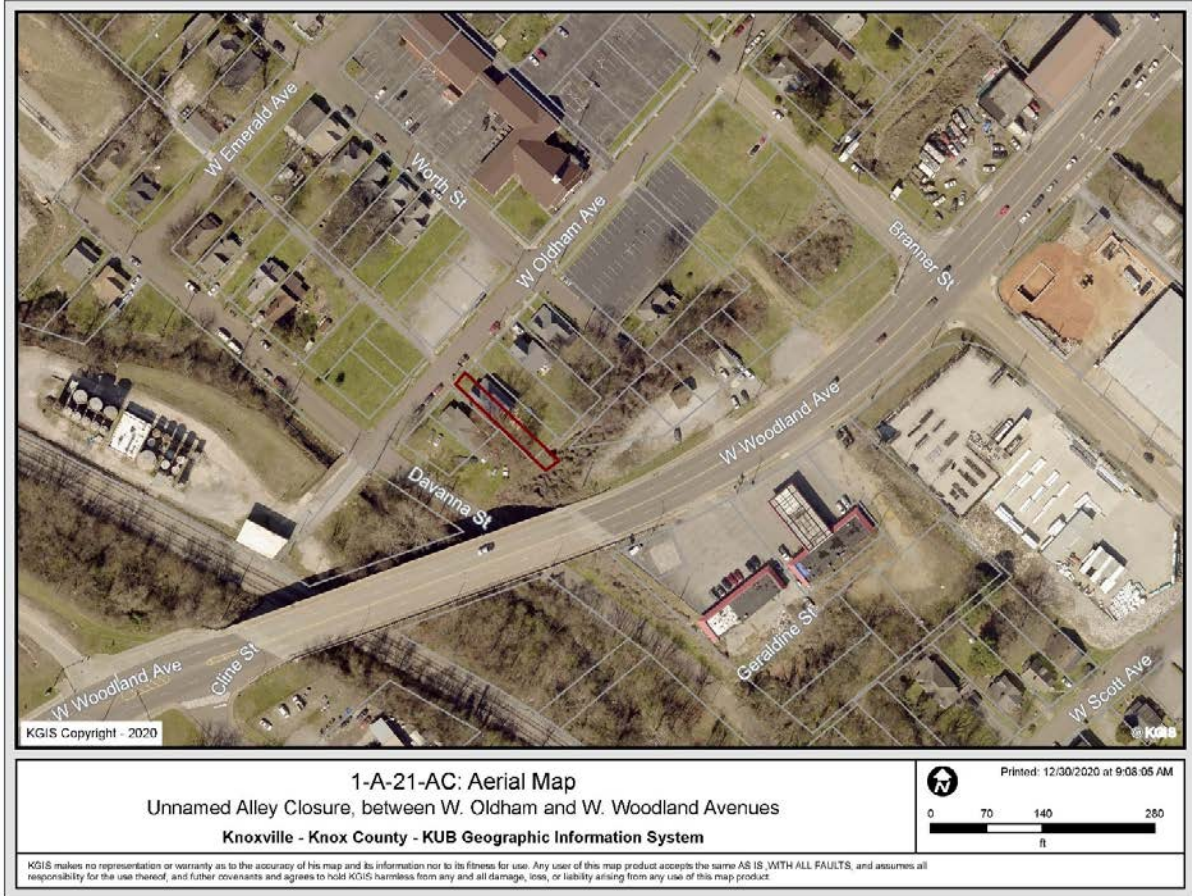 W Emerald Ave
Worth St
W Oldham Ave
Branner St
W Woodland Ave
Davanna St
Geraldine St
W Scott Ave
Cline St
W Woodland Ave
KGIS Copyright - 2020
© KGIS
1-A-21-AC: Aerial Map
Unnamed Alley Closure, between W. Oldham and W. Woodland Avenues
Knoxville - Knox County - KUB Geographic Information System
N
Printed: 12/30/2020 at 9:08:05 AM
0 70 140 280
ft
KGIS makes no representation or warranty as to the accuracy of his map and its information nor to its fitness for use. Any user of this map product accepts the same AS IS ,WITH ALL FAULTS, and assumes all
responsibility for the use thereof, and futher covenants and agrees to hold KGIS harmless from any and all damage, loss, or liability arising from any use of this map product.